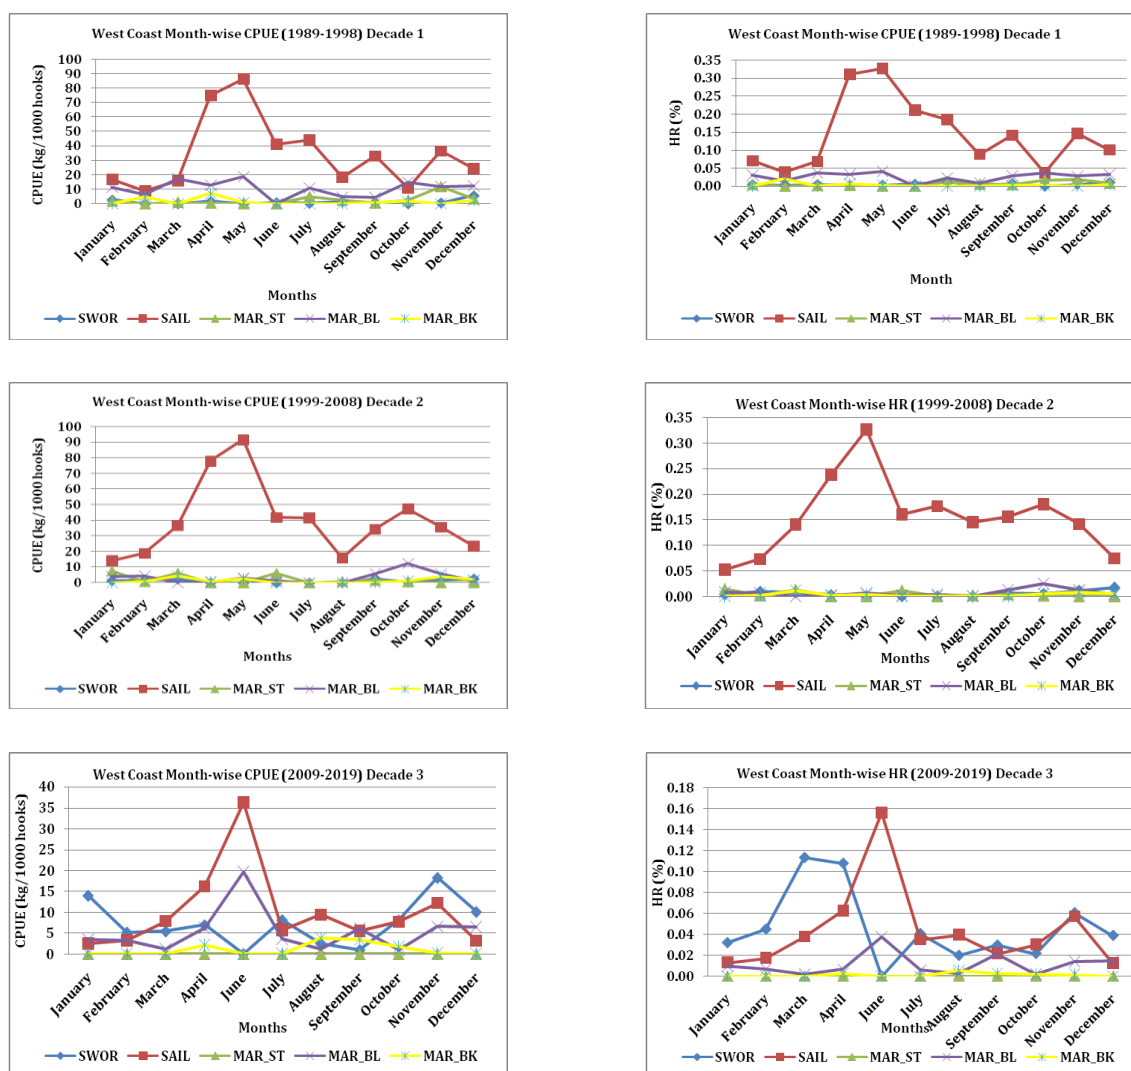 West Coast Month-wise CPUE (1989-1998) Decade 1
CPUE (kg/1000 hooks)
100
90
80
70
60
50
40
30
20
10
0
January
February
March
April
May
June
July
August
September
October
November
December
Months
SWOR SAIL MAR_ST MAR_BL MAR_BK
West Coast Month-wise CPUE (1989-1998) Decade 1
HR (%)
0.35
0.30
0.25
0.20
0.15
0.10
0.05
0.00
January
February
March
April
May
June
July
August
September
October
November
December
Month
SWOR SAIL MAR_ST MAR_BL MAR_BK
West Coast Month-wise CPUE (1999-2008) Decade 2
CPUE (kg/1000 hooks)
100
90
80
70
60
50
40
30
20
10
0
January
February
March
April
May
June
July
August
September
October
November
December
Months
SWOR SAIL MAR_ST MAR_BL MAR_BK
West Coast Month-wise HR (1999-2008) Decade 2
HR (%)
0.35
0.30
0.25
0.20
0.15
0.10
0.05
0.00
January
February
March
April
May
June
July
August
September
October
November
December
Months
SWOR SAIL MAR_ST MAR_BL MAR_BK
West Coast Month-wise CPUE (2009-2019) Decade 3
CPUE (kg/1000 hooks)
40
35
30
25
20
15
10
5
0
January
February
March
April
June
July
August
September
October
November
December
Months
SWOR SAIL MAR_ST MAR_BL MAR_BK
West Coast Month-wise HR (2009-2019) Decade 3
HR (%)
0.18
0.16
0.14
0.12
0.10
0.08
0.06
0.04
0.02
0.00
January
February
March
April
June
July
August
September
October
November
December
Months
SWOR SAIL MAR_ST MAR_BL MAR_BK